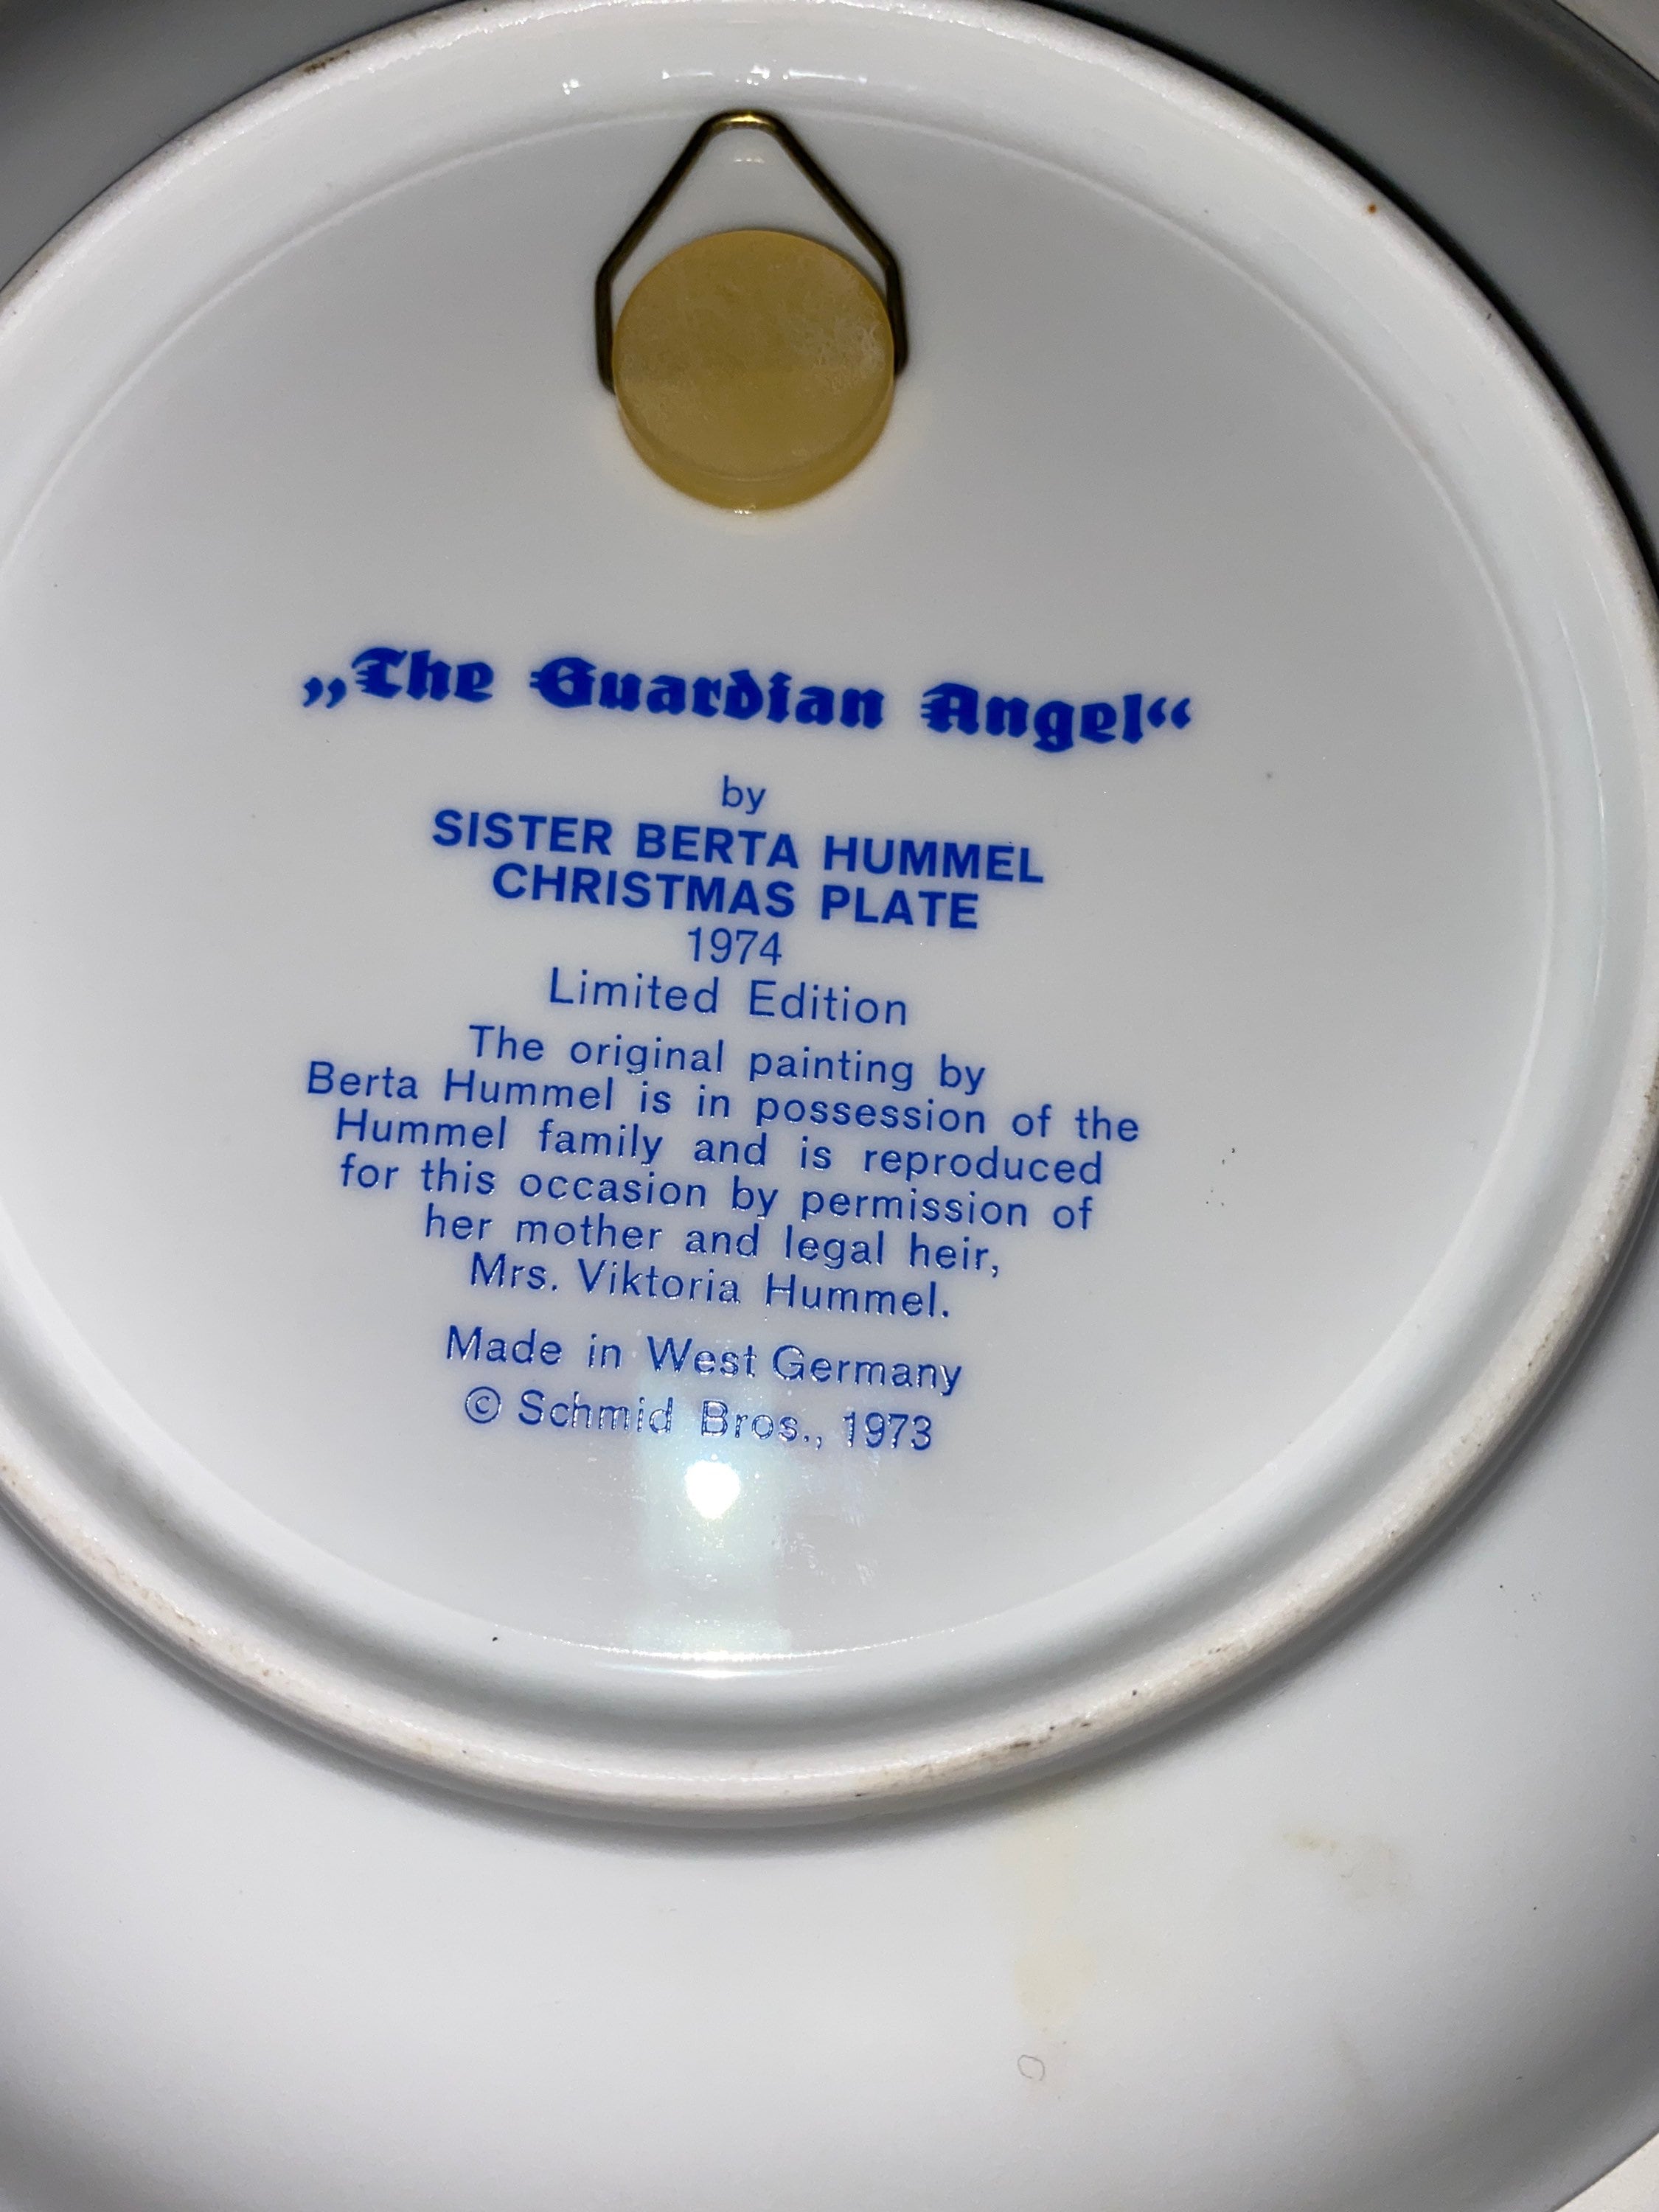 „The Guardian Angel“
by
SISTER BERTA HUMMEL
CHRISTMAS PLATE
1974
Limited Edition
The original painting by
Berta Hummel is in possession of the
Hummel family and is reproduced
for this occasion by permission of
her mother and legal heir,
Mrs. Viktoria Hummel.
Made in West Germany
© Schmid Bros., 1973